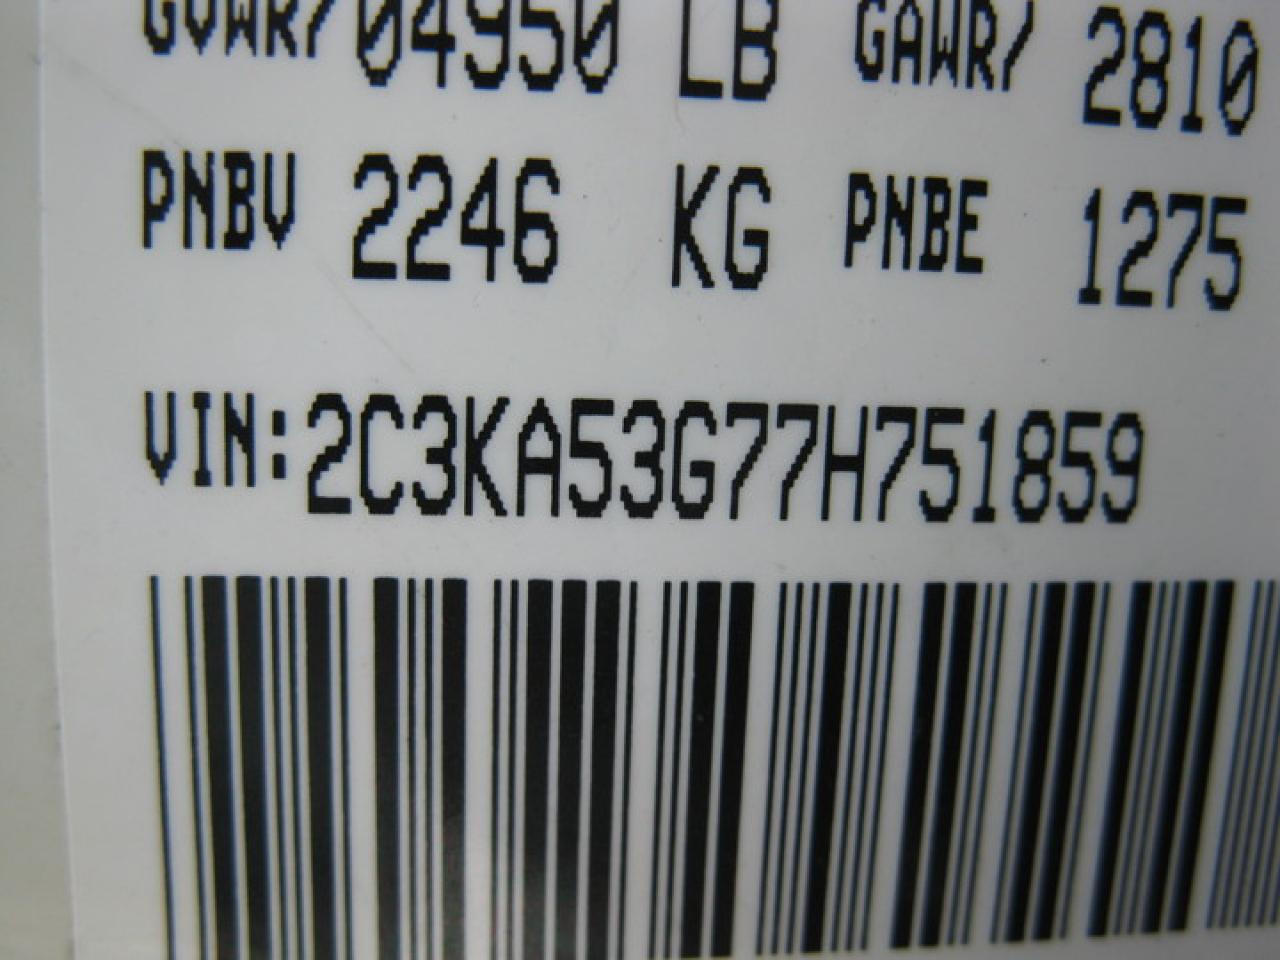 GVWR/04950 LB GAWR/ 2810
PNBV 2246 KG PNBE 1275
VIN:2C3KA53G77H751859